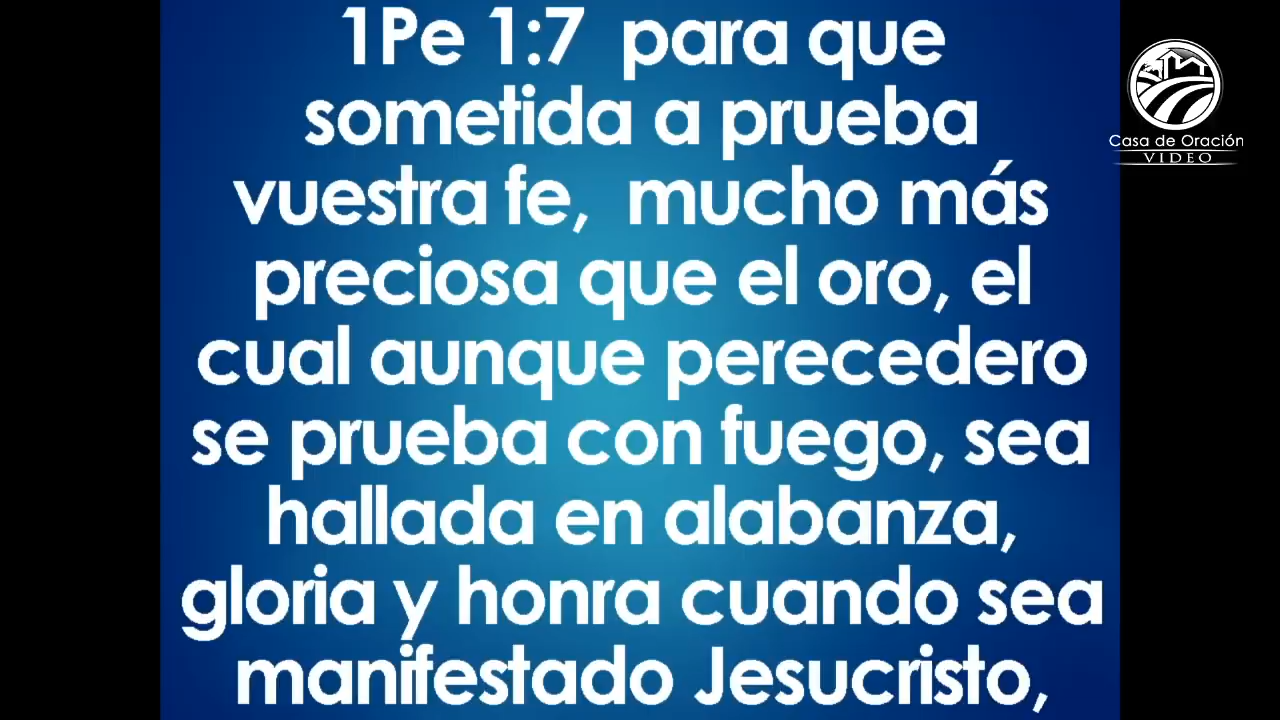 1Pe 1:7 para que
sometida a prueba
vuestra fe, mucho más
preciosa que el oro, el
cual aunque perecedero
se prueba con fuego, sea
hallada en alabanza,
gloria y honra cuando sea
manifestado Jesucristo,
Casa de Oración
VIDEO